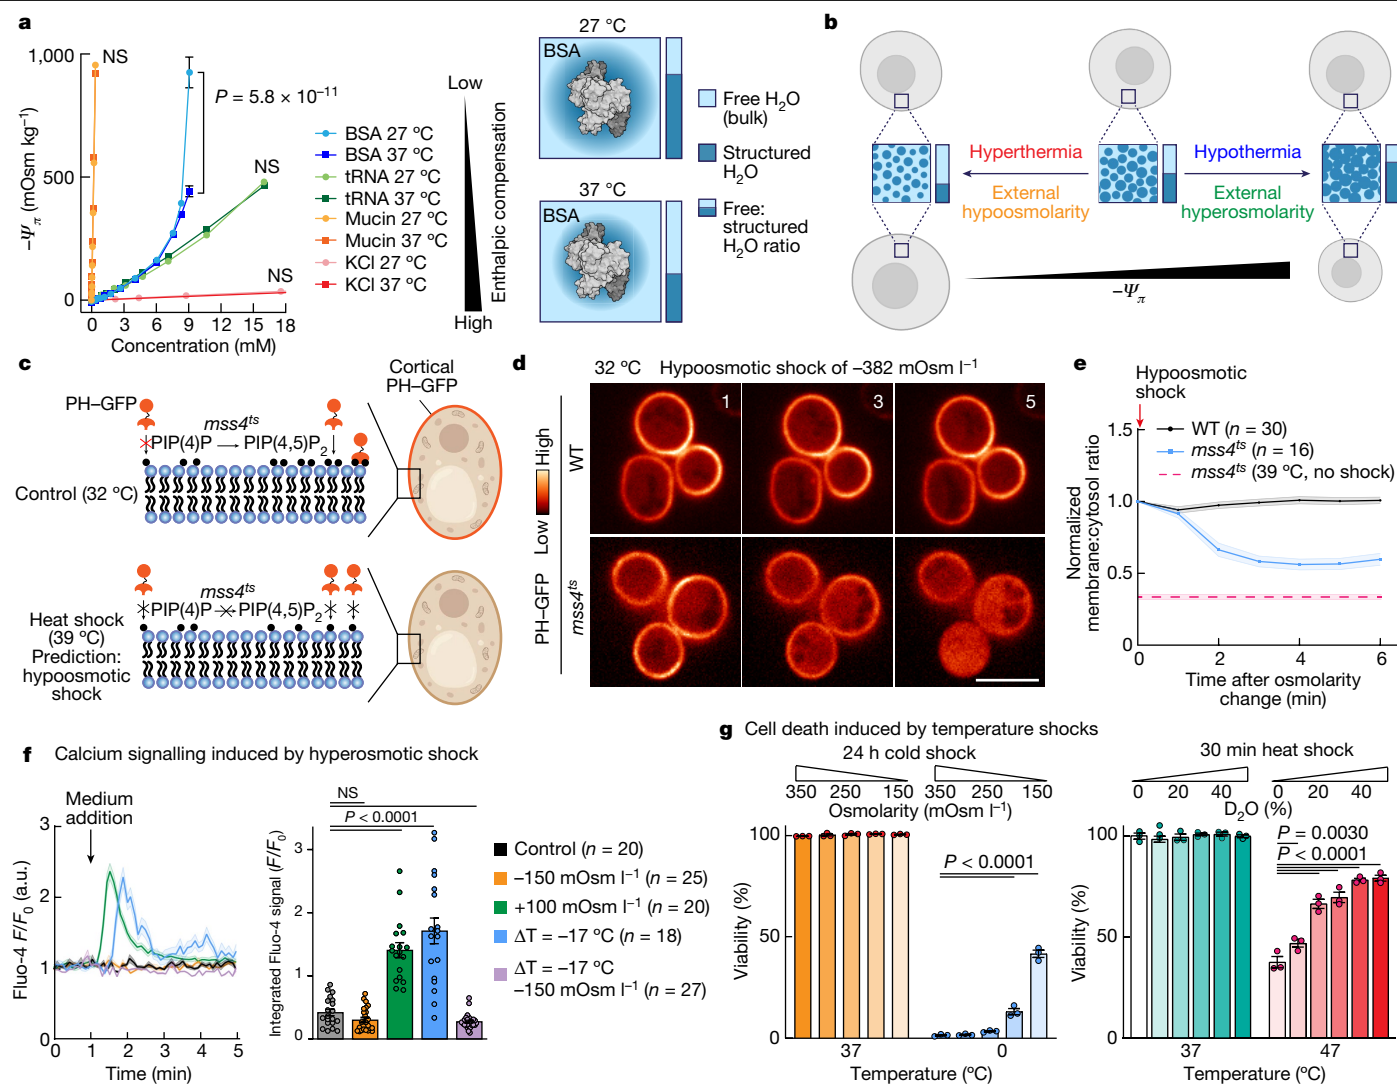 a
1,000
500
0
−Ψπ (mOsm kg−1)
NS
P = 5.8 × 10−11
NS
NS
0 3 6 9 12 15 18
Concentration (mM)
BSA 27 °C
BSA 37 °C
tRNA 27 °C
tRNA 37 °C
Mucin 27 °C
Mucin 37 °C
KCl 27 °C
KCl 37 °C
Low
Enthalpic compensation
High
27 °C
BSA
37 °C
BSA
Free H2O
(bulk)
Structured
H2O
Free:
structured
H2O ratio
b
Hyperthermia
External
hypoosmolarity
Hypothermia
External
hyperosmolarity
−Ψπ
c
Cortical
PH–GFP
PH–GFP
mss4ts
PIP(4)P
PIP(4,5)P2
Control (32 °C)
mss4ts
PIP(4)P
PIP(4,5)P2
Heat shock
(39 °C)
Prediction:
hypoosmotic
shock
d
32 °C Hypoosmotic shock of –382 mOsm l−1
1
3
5
WT
High
Low
PH–GFP
mss4ts
e
Hypoosmotic
shock
1.5
1.0
0.5
0
Normalized
membrane:cytosol ratio
WT (n = 30)
mss4ts (n = 16)
mss4ts (39 °C, no shock)
0 2 4 6
Time after osmolarity
change (min)
f Calcium signalling induced by hyperosmotic shock
Medium
addition
3
2
1
0
Fluo-4 F/F0 (a.u.)
0 1 2 3 4 5
Time (min)
NS
P < 0.0001
3
2
1
0
Integrated Fluo-4 signal (F/F0)
Control (n = 20)
−150 mOsm l−1 (n = 25)
+100 mOsm l−1 (n = 20)
ΔT = −17 °C (n = 18)
ΔT = −17 °C
−150 mOsm l−1 (n = 27)
g Cell death induced by temperature shocks
24 h cold shock
350 250 150 350 250 150
Osmolarity (mOsm l−1)
100
50
0
Viability (%)
P < 0.0001
37 0
Temperature (°C)
30 min heat shock
0 20 40 0 20 40
D2O (%)
100
50
0
Viability (%)
P = 0.0030
P < 0.0001
37 47
Temperature (°C)